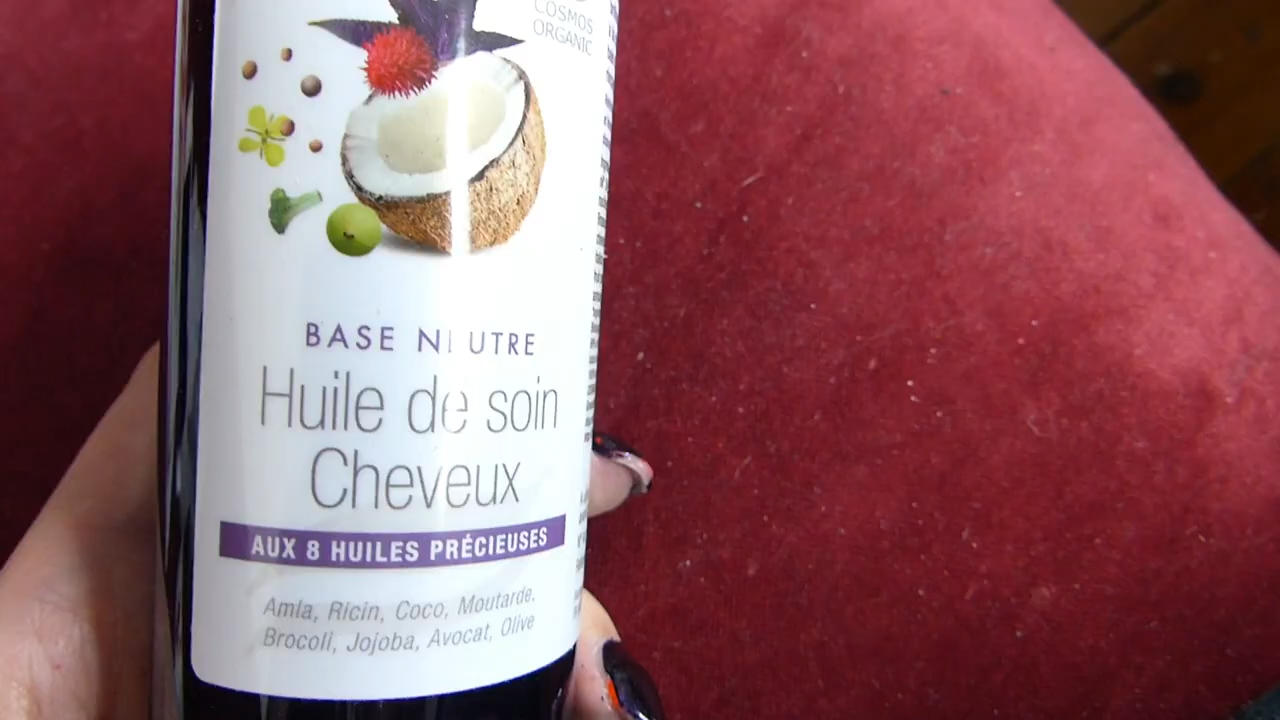 COSMOS
ORGANIC
BASE NEUTRE
Huile de soin
Cheveux
AUX 8 HUILES PRÉCIEUSES
Amla, Ricin, Coco, Moutarde,
Brocoli, Jojoba, Avocat, Olive